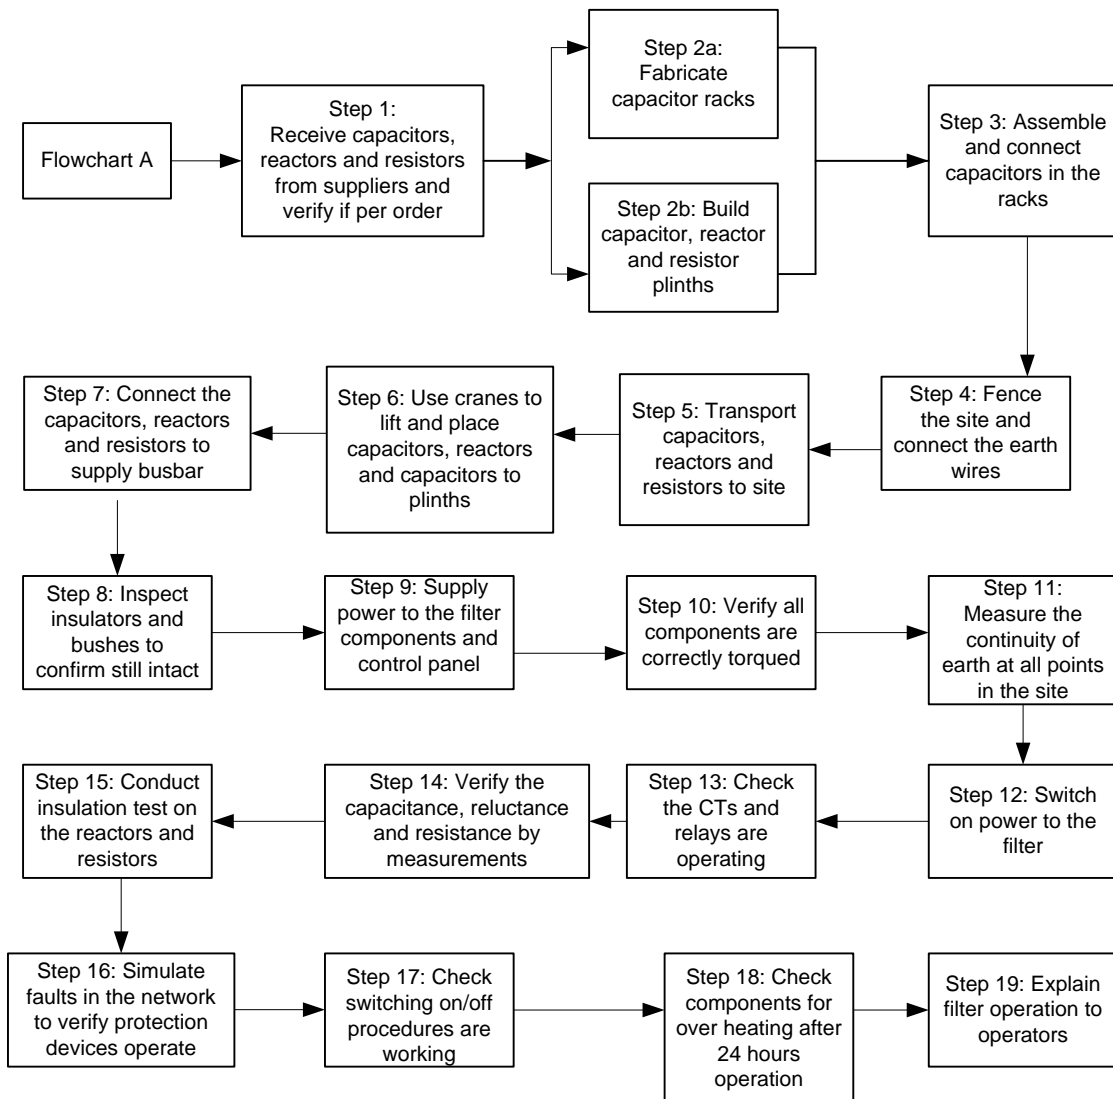 Flowchart A
Step 1:
Receive capacitors,
reactors and resistors
from suppliers and
verify if per order
Step 2a:
Fabricate
capacitor racks
Step 2b: Build
capacitor, reactor
and resistor
plinths
Step 3: Assemble
and connect
capacitors in the
racks
Step 4: Fence
the site and
connect the earth
wires
Step 5: Transport
capacitors,
reactors and
resistors to site
Step 6: Use cranes to
lift and place
capacitors, reactors
and capacitors to
plinths
Step 7: Connect the
capacitors, reactors
and resistors to
supply busbar
Step 8: Inspect
insulators and
bushes to
confirm still intact
Step 9: Supply
power to the filter
components and
control panel
Step 10: Verify all
components are
correctly torqued
Step 11:
Measure the
continuity of
earth at all points
in the site
Step 12: Switch
on power to the
filter
Step 13: Check
the CTs and
relays are
operating
Step 14: Verify the
capacitance, reluctance
and resistance by
measurements
Step 15: Conduct
insulation test on
the reactors and
resistors
Step 16: Simulate
faults in the network
to verify protection
devices operate
Step 17: Check
switching on/off
procedures are
working
Step 18: Check
components for
over heating after
24 hours
operation
Step 19: Explain
filter operation to
operators